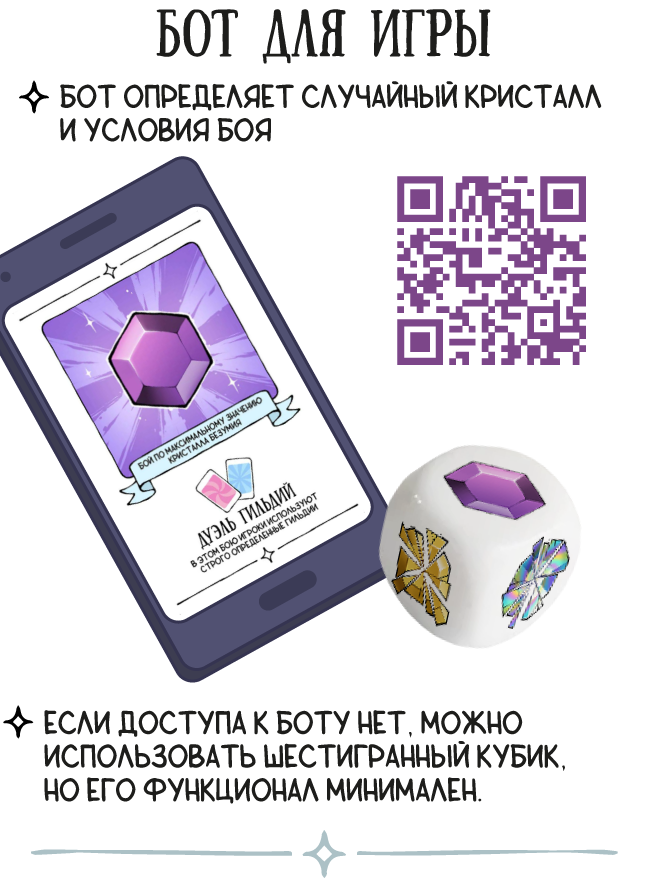 БОТ ДЛЯ ИГРЫ
БОТ ОПРЕДЕЛЯЕТ СЛУЧАЙНЫЙ КРИСТАЛЛ
И УСЛОВИЯ БОЯ
БОЙ ПО МАКСИМАЛЬНОМУ ЗНАЧЕНИЮ
КРИСТАЛЛА БЕЗУМИЯ
ДУЭЛЬ ГИЛЬДИЙ
В ЭТОМ БОЮ ИГРОКИ ИСПОЛЬЗУЮТ
СТРОГО ОПРЕДЕЛЕННЫЕ ГИЛЬДИИ
ЕСЛИ ДОСТУПА К БОТУ НЕТ, МОЖНО
ИСПОЛЬЗОВАТЬ ШЕСТИГРАННЫЙ КУБИК,
НО ЕГО ФУНКЦИОНАЛ МИНИМАЛЕН.